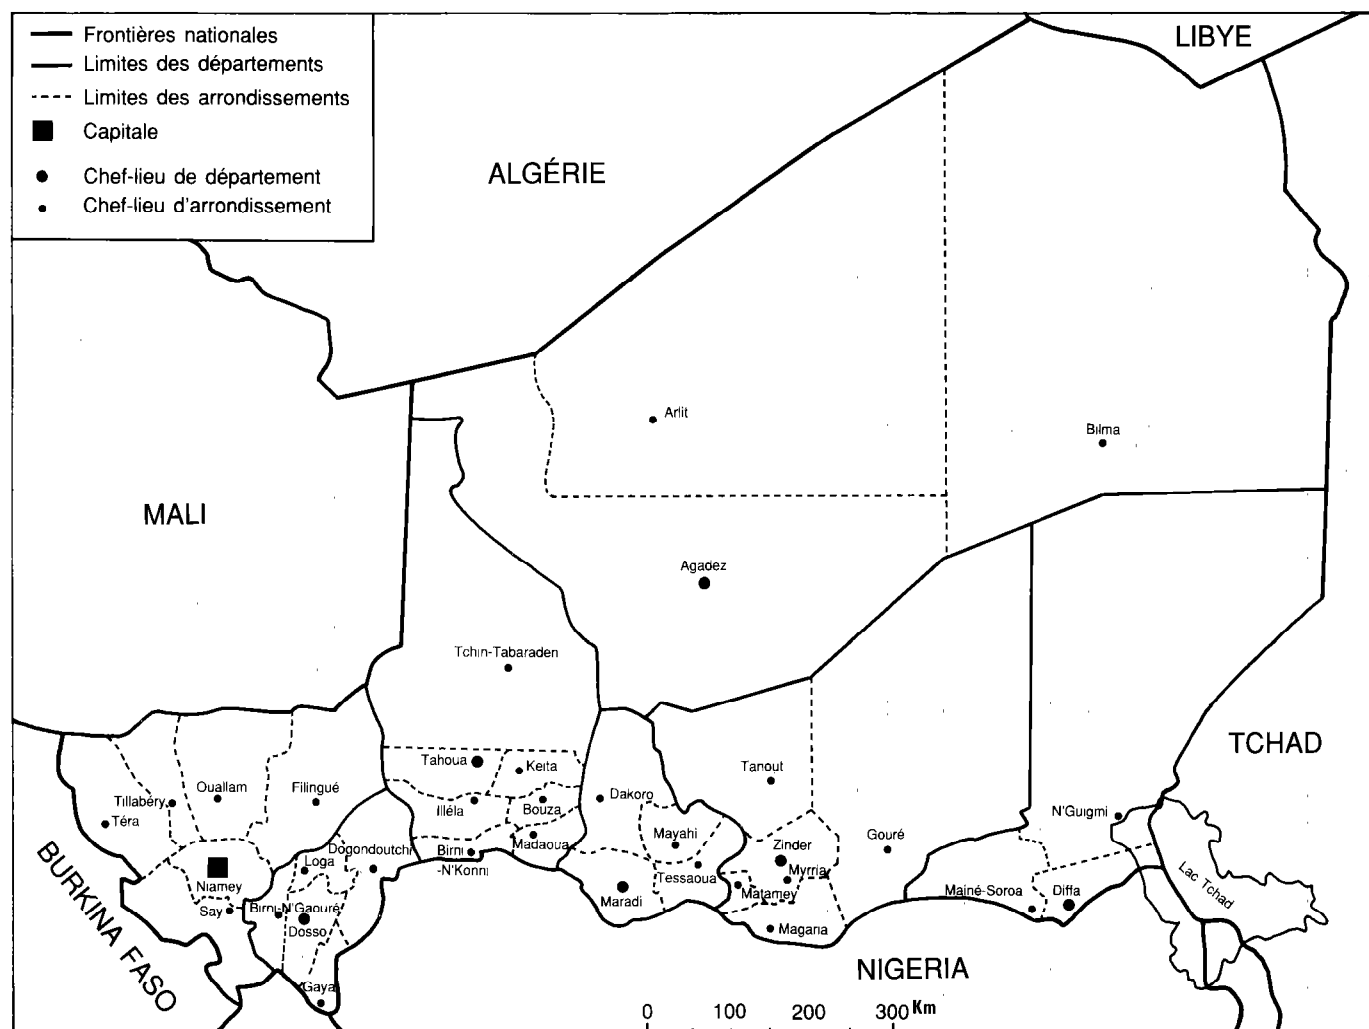 Frontières nationales
Limites des départements
Limites des arrondissements
Capitale
Chef-lieu de département
Chef-lieu d'arrondissement
LIBYE
ALGÉRIE
Arlit
Bilma
MALI
Agadez
Tchin-Tabaraden
TCHAD
Tahoua
Keita
Tanout
Ouallam
Filingué
Tillabéry
Téra
Illéla
Bouza
Dakoro
N'Guigmi
Mayahi
Gouré
Zinder
Madaoua
Birni
-N'Konni
Dogondoutchi
Loga
Myrria
Tessaoua
Matamey
Lac Tchad
Niamey
Maradi
Mainé-Soroa
Diffa
Say
Birni-N'Gaouré
Dosso
Magaria
BURKINA FASO
NIGERIA
Gaya
0 100 200 300 Km